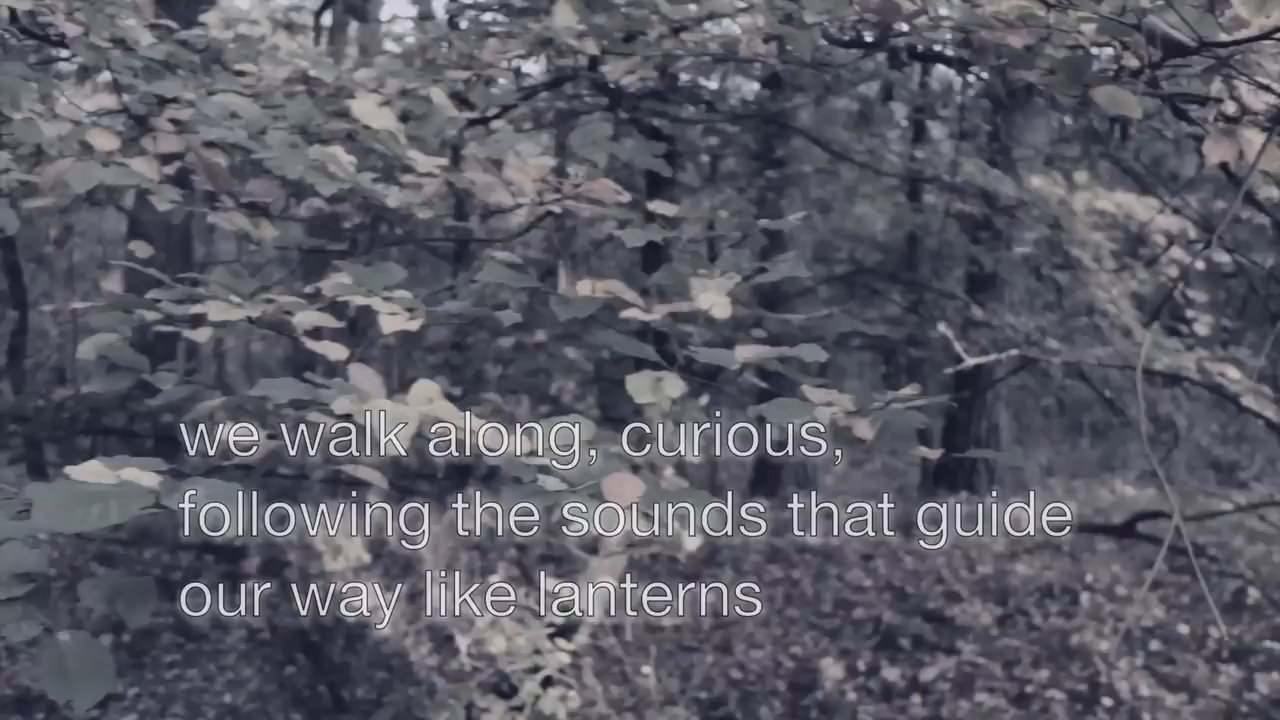 we walk along, curious,
following the sounds that guide
our way like lanterns